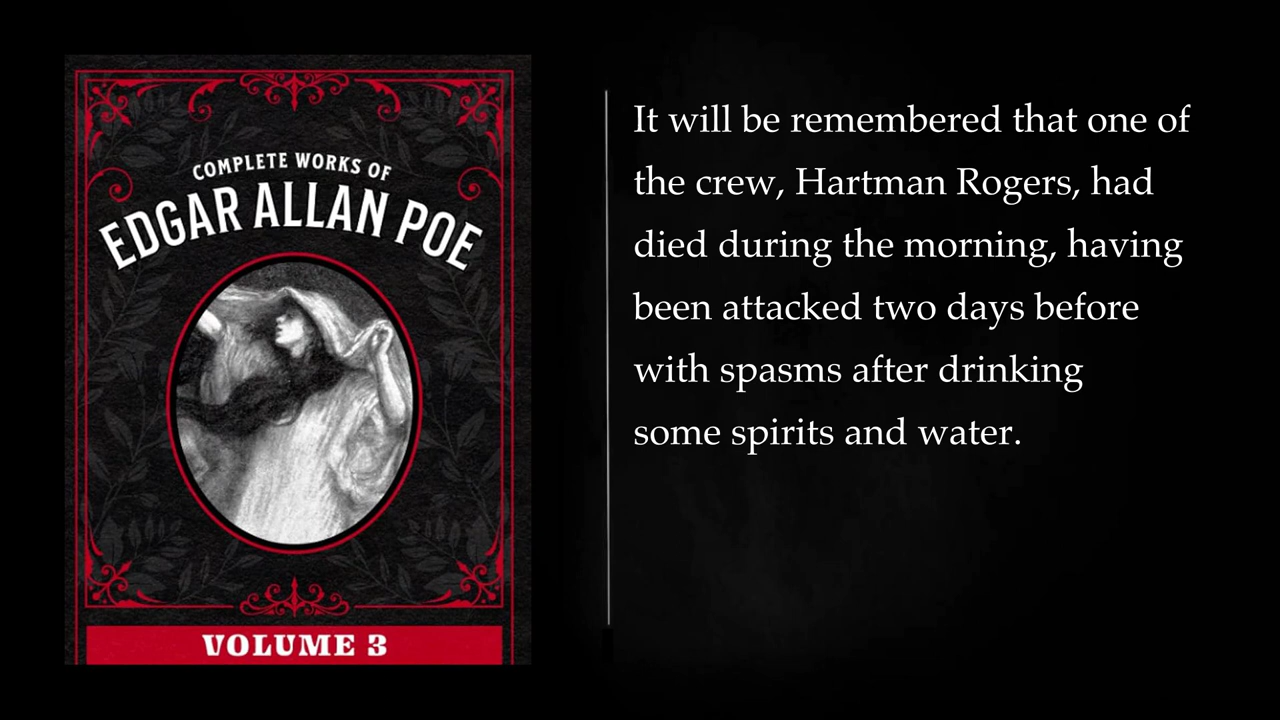 COMPLETE WORKS OF
EDGAR ALLAN POE
VOLUME 3
It will be remembered that one of
the crew, Hartman Rogers, had
died during the morning, having
been attacked two days before
with spasms after drinking
some spirits and water.